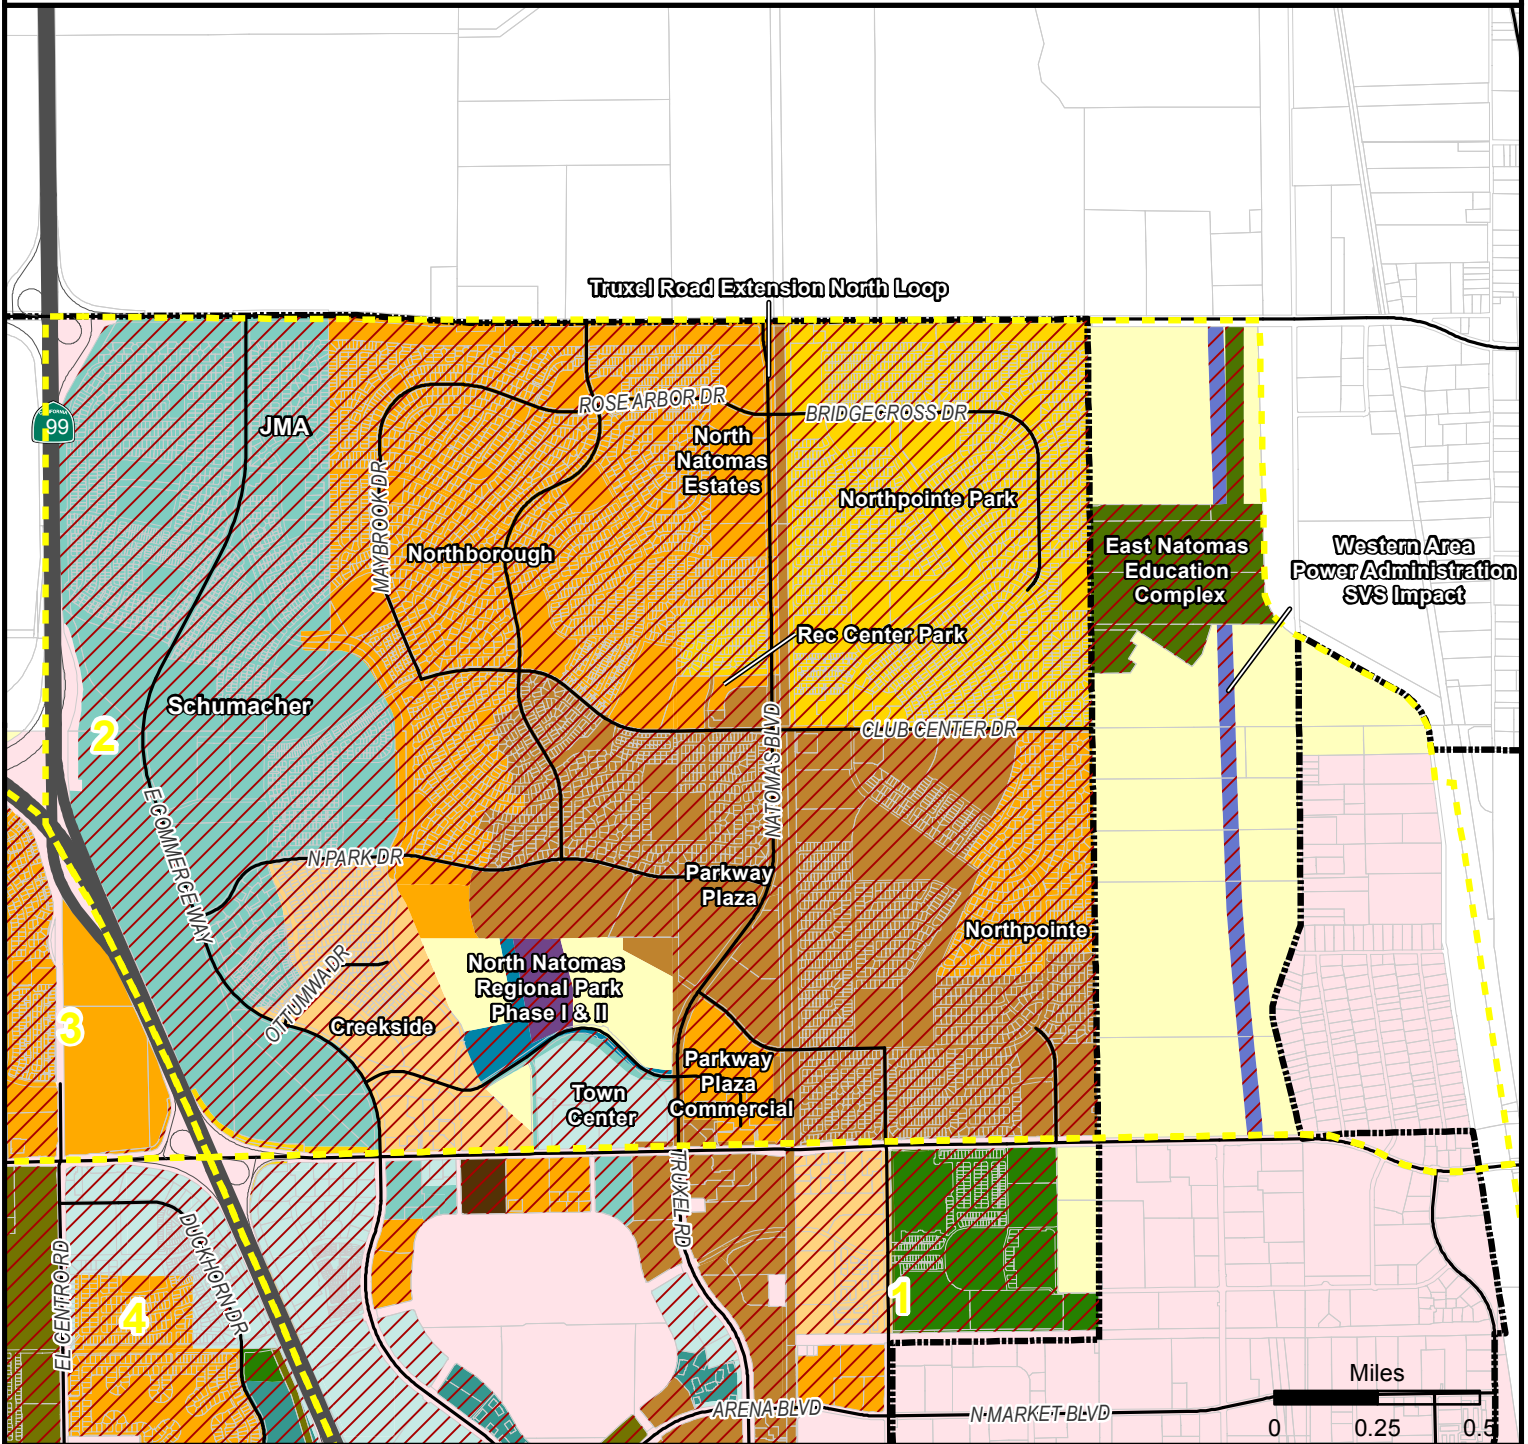 Truxel Road Extension North Loop
ROSE ARBOR DR
BRIDGECROSS DR
CALIFORNIA
99
JMA
North
Natomas
Estates
MAYBROOK DR
Northpointe Park
Northborough
East Natomas
Education
Complex
Western Area
Power Administration
SVS Impact
Rec Center Park
Schumacher
2
CLUB CENTER DR
NATOMAS BLVD
E COMMERCE WAY
N PARK DR
Parkway
Plaza
Northpointe
North Natomas
Regional Park
Phase I & II
OTTUMWA DR
Creekside
3
Parkway
Plaza
Commercial
Town
Center
TRUXEL RD
EL CENTRO RD
DUCKHORN DR
4
1
ARENA BLVD
N MARKET BLVD
Miles
0 0.25 0.5